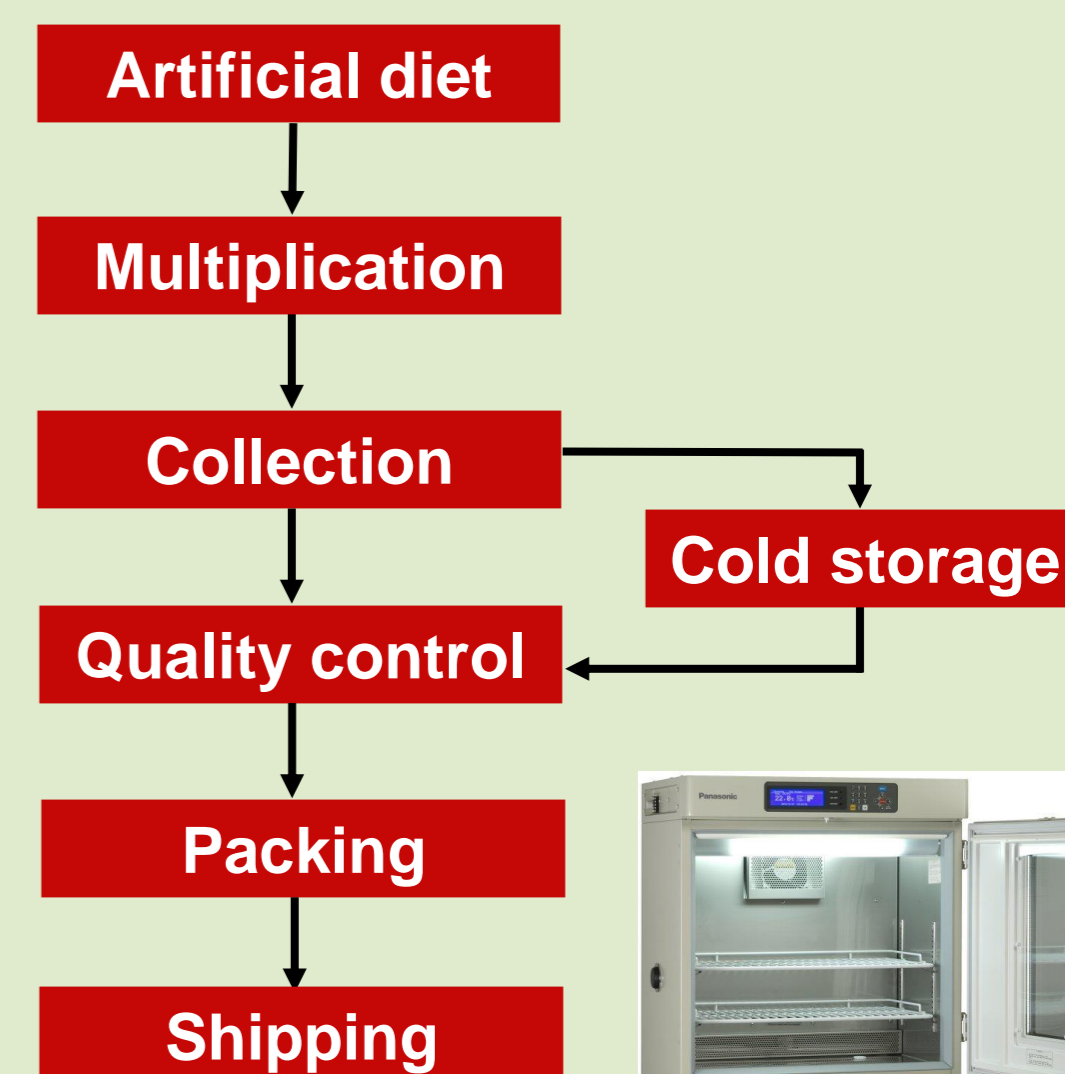 Artificial diet
Multiplication
Collection
Cold storage
Quality control
Packing
Panasonic
22.0
Shipping